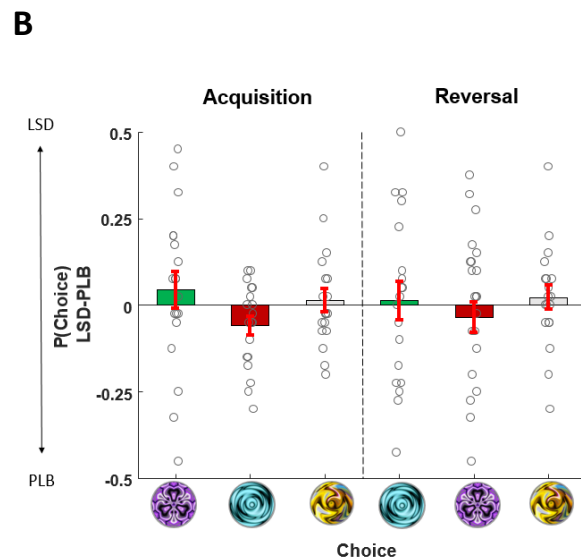 B
Acquisition
Reversal
LSD
PLB
P(Choice)
LSD-PLB
0.5
0.25
0
-0.25
-0.5
Choice